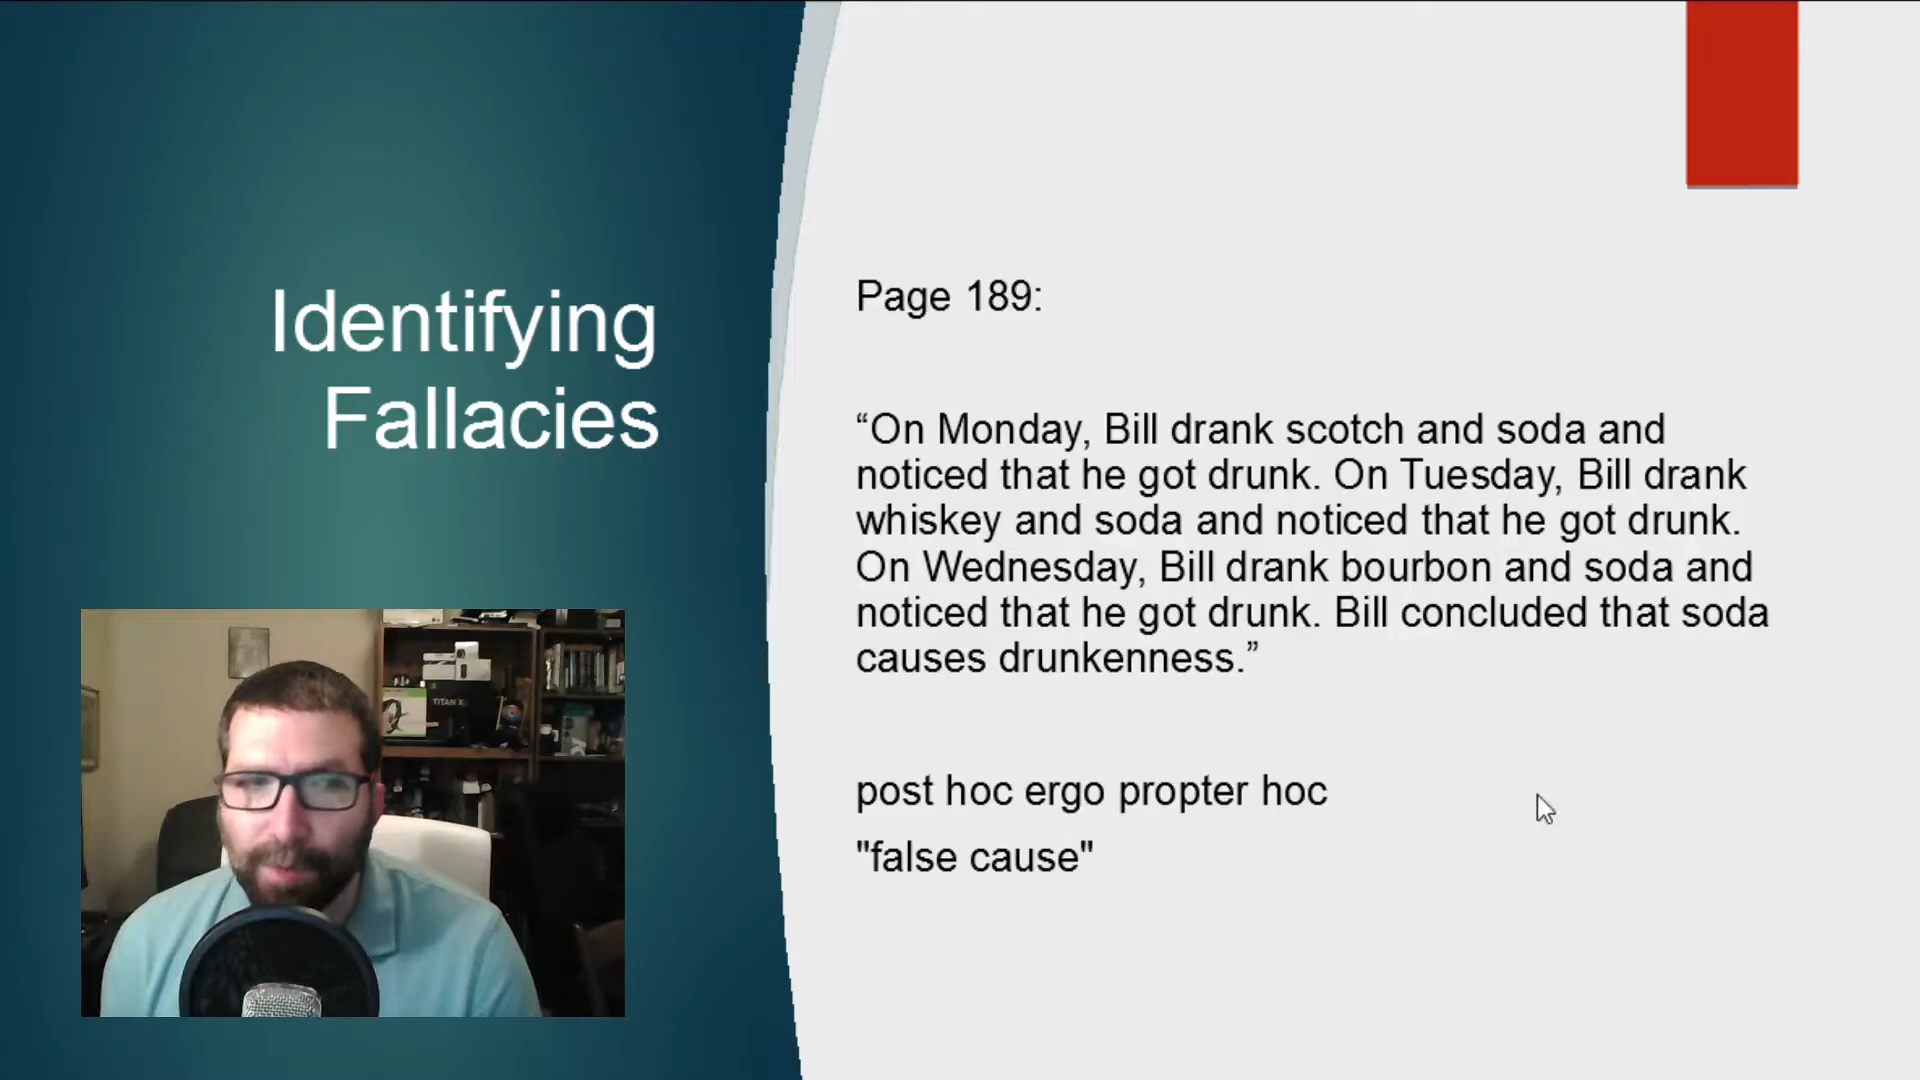 Identifying
Fallacies
Page 189:
“On Monday, Bill drank scotch and soda and
noticed that he got drunk. On Tuesday, Bill drank
whiskey and soda and noticed that he got drunk.
On Wednesday, Bill drank bourbon and soda and
noticed that he got drunk. Bill concluded that soda
causes drunkenness.”
post hoc ergo propter hoc
"false cause"
TITAN X